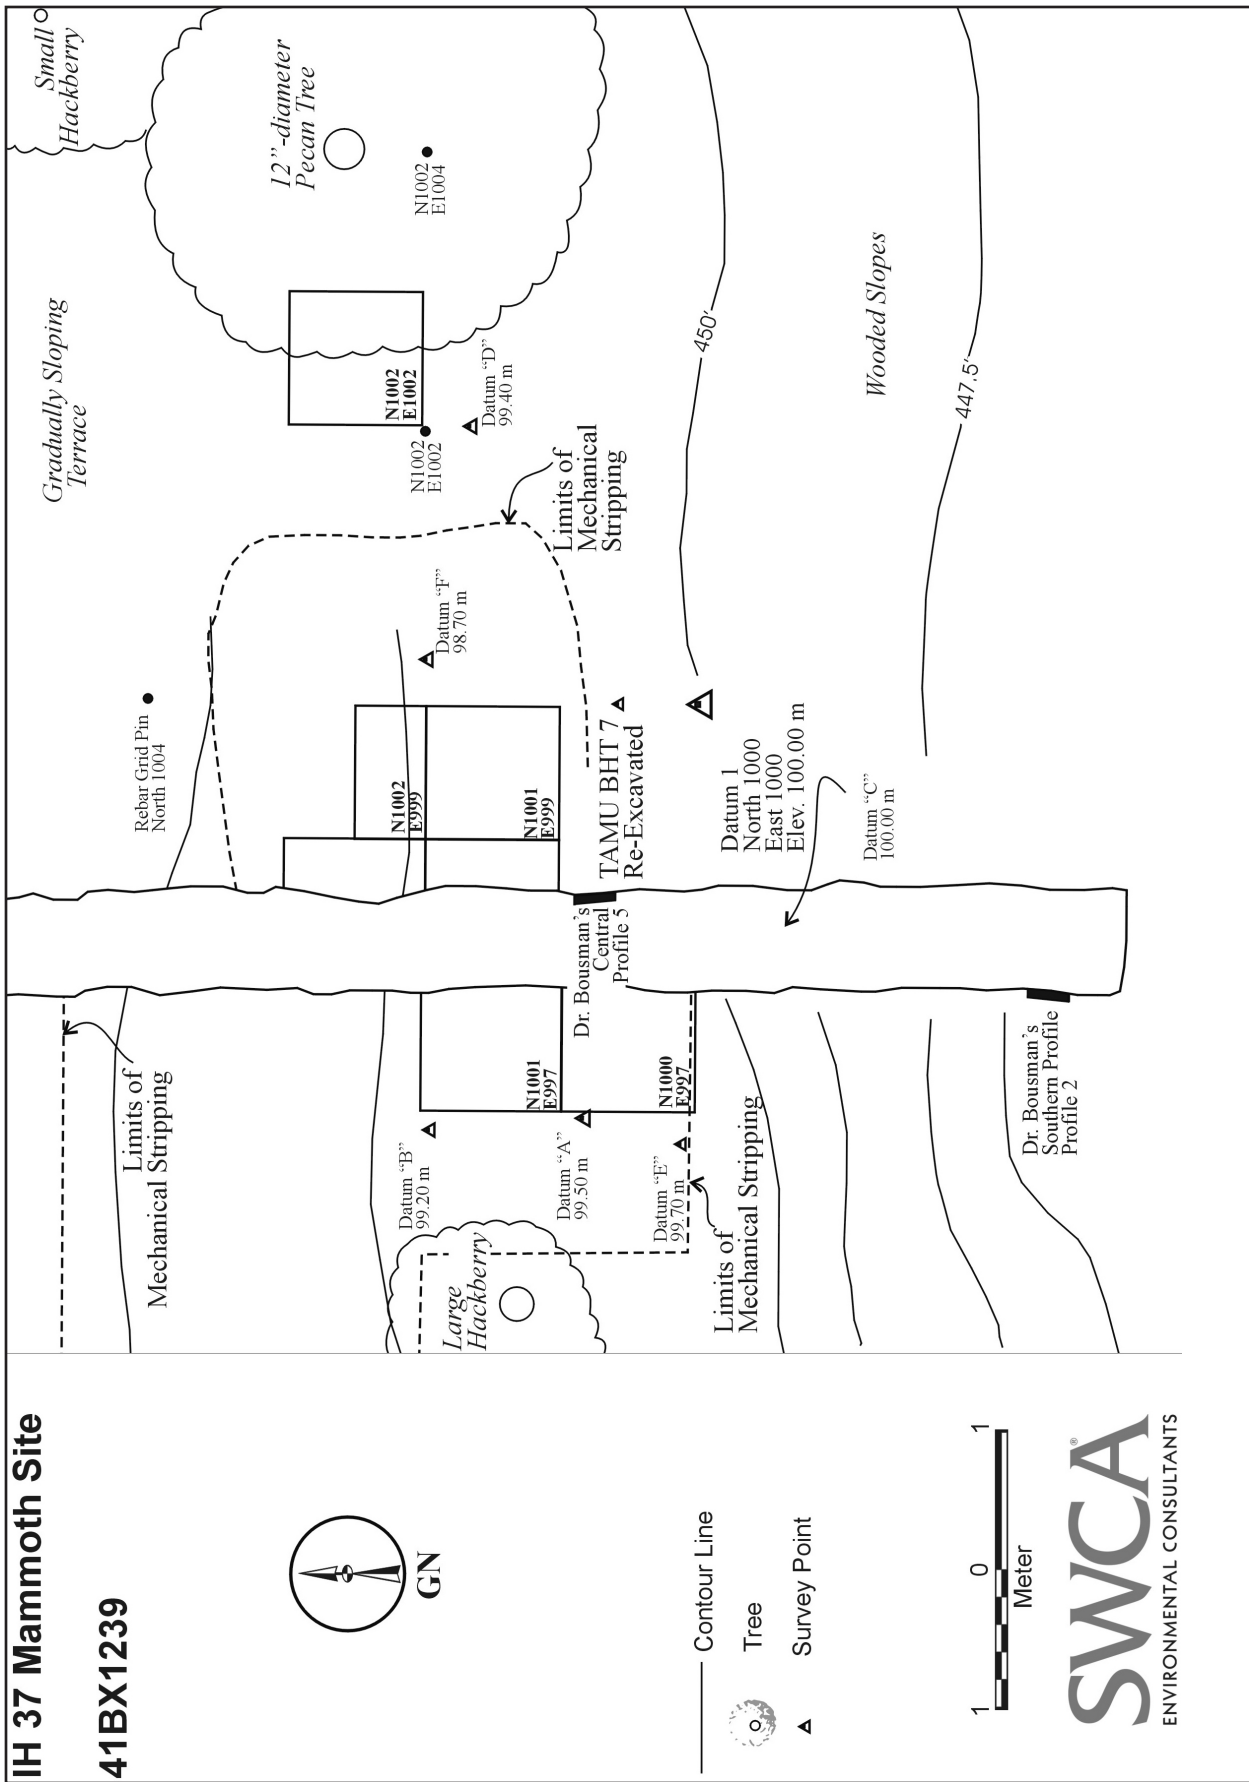 IH 37 Mammoth Site
41BX1239
GN
Contour Line
Tree
Survey Point
1
0
1
Meter
SWCA®
ENVIRONMENTAL CONSULTANTS
Limits of
Mechanical Stripping
Large
Hackberry
Datum “B”
99.20 m
Datum “A”
99.50 m
Datum “E”
99.70 m
Limits of
Mechanical Stripping
N1001
E997
N1000
E997
Dr. Bousman’s
Southern Profile
Profile 2
Dr. Bousman’s
Central
Profile 5
Rebar Grid Pin
North 1004
N1002
E999
N1001
E999
TAMU BHT 7
Re-Excavated
Datum 1
North 1000
East 1000
Elev. 100.00 m
Datum “C”
100.00 m
Datum “F”
98.70 m
Limits of
Mechanical
Stripping
Gradually Sloping
Terrace
N1002
E1002
N1002
E1002
Datum “D”
99.40 m
450'
447.5'
Wooded Slopes
Small
Hackberry
12”-diameter
Pecan Tree
N1002
E1004